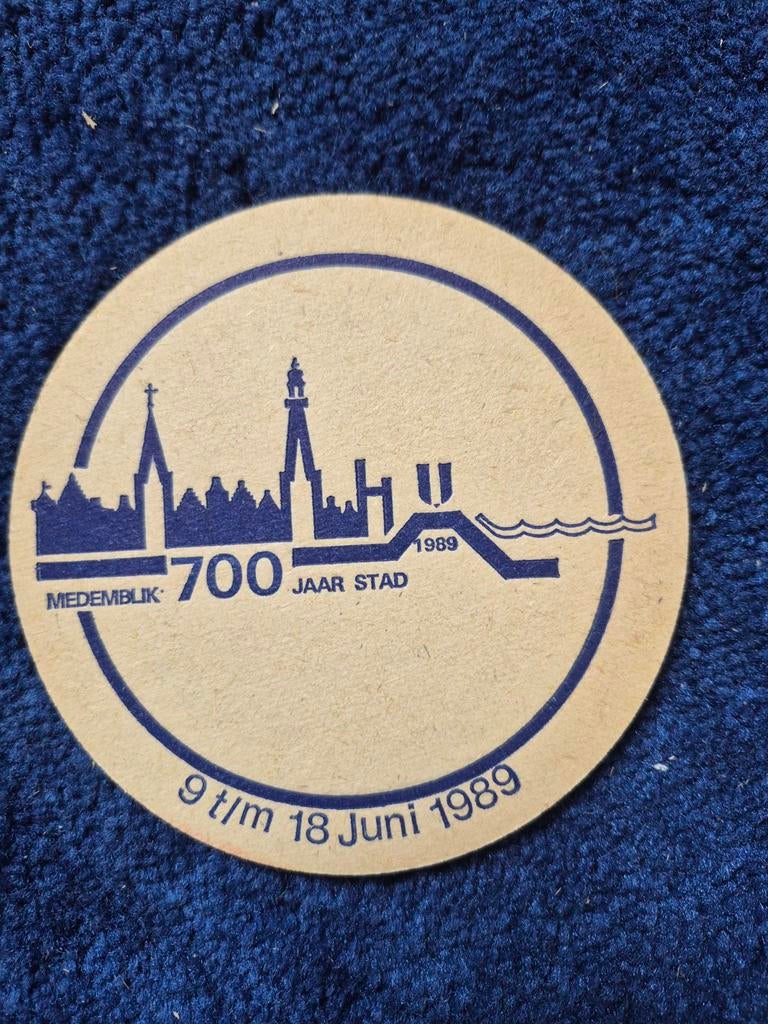 1989
MEDEMBLIK 700 JAAR STAD
9 t/m 18 Juni 1989